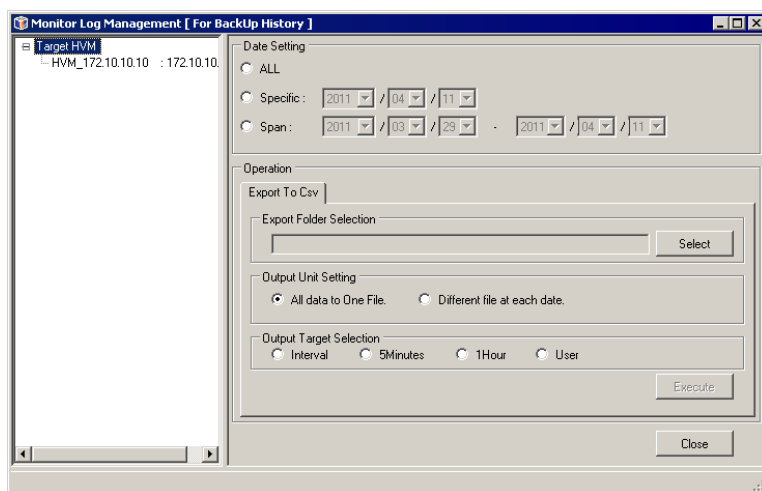 Monitor Log Management [ For BackUp History ]
Target HVM
HVM_172.10.10.10 : 172.10.10.
Date Setting
ALL
Specific : 2011 / 04 / 11
Span : 2011 / 03 / 29 - 2011 / 04 / 11
Operation
Export To Csv
Export Folder Selection
Select
Output Unit Setting
All data to One File. Different file at each date.
Output Target Selection
Interval 5Minutes 1Hour User
Execute
Close